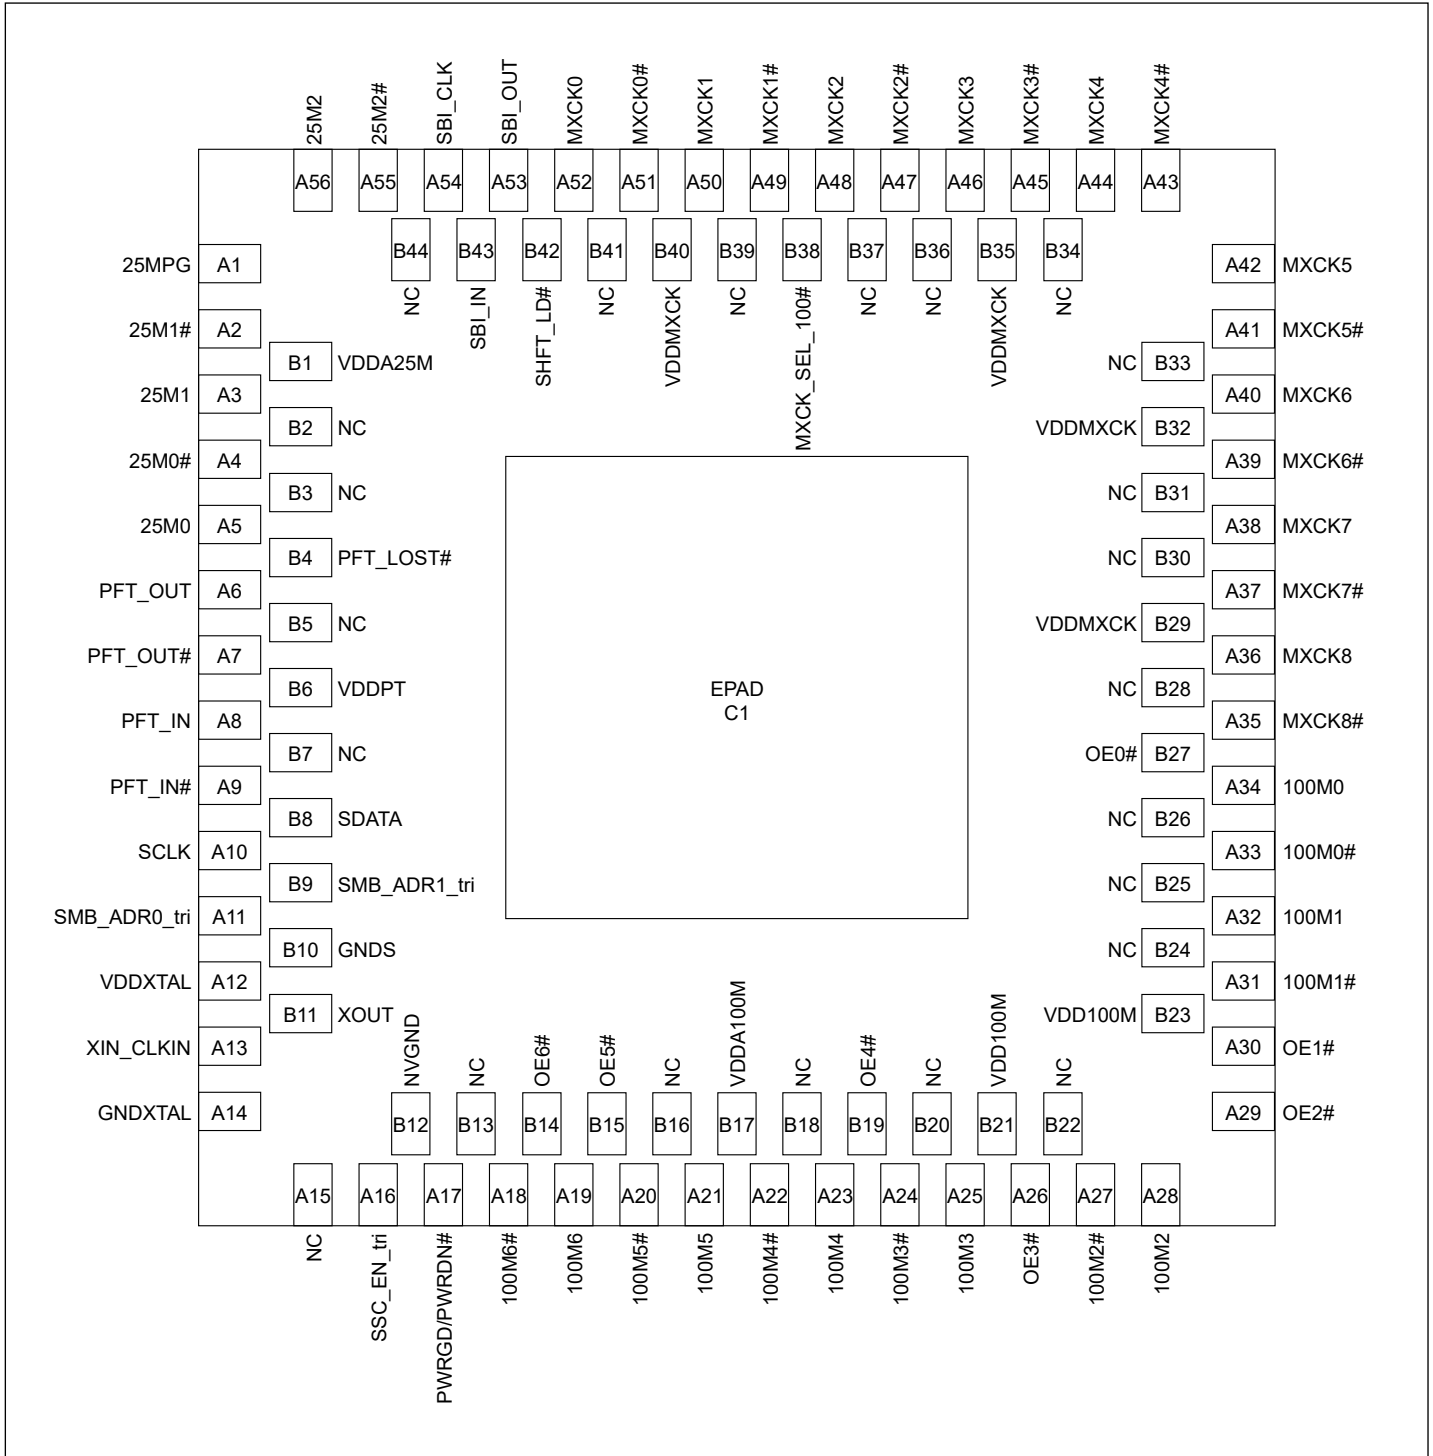 25M2
25M2#
SBI_CLK
SBI_OUT
MXCK0
MXCK0#
MXCK1
MXCK1#
MXCK2
MXCK2#
MXCK3
MXCK3#
MXCK4
MXCK4#
A56
A55
A54
A53
A52
A51
A50
A49
A48
A47
A46
A45
A44
A43
B44
B43
B42
B41
B40
B39
B38
B37
B36
B35
B34
NC
SBI_IN
SHFT_LD#
NC
VDDMXCK
NC
MXCK_SEL_100#
NC
NC
VDDMXCK
NC
25MPG A1
25M1# A2
25M1 A3
25M0# A4
25M0 A5
PFT_OUT A6
PFT_OUT# A7
PFT_IN A8
PFT_IN# A9
SCLK A10
SMB_ADR0_tri A11
VDDXTAL A12
XIN_CLKIN A13
GNDXTAL A14
B1 VDDA25M
B2 NC
B3 NC
B4 PFT_LOST#
B5 NC
B6 VDDPT
B7 NC
B8 SDATA
B9 SMB_ADR1_tri
B10 GNDS
B11 XOUT
EPAD
C1
NC B33
VDDMXCK B32
NC B31
NC B30
VDDMXCK B29
NC B28
OE0# B27
NC B26
NC B25
NC B24
VDD100M B23
A42 MXCK5
A41 MXCK5#
A40 MXCK6
A39 MXCK6#
A38 MXCK7
A37 MXCK7#
A36 MXCK8
A35 MXCK8#
A34 100M0
A33 100M0#
A32 100M1
A31 100M1#
A30 OE1#
A29 OE2#
NVGND
NC
OE6#
OE5#
NC
VDDA100M
NC
OE4#
NC
VDD100M
NC
B12
B13
B14
B15
B16
B17
B18
B19
B20
B21
B22
A15
A16
A17
A18
A19
A20
A21
A22
A23
A24
A25
A26
A27
A28
NC
SSC_EN_tri
PWRGD/PWRDN#
100M6#
100M6
100M5#
100M5
100M4#
100M4
100M3#
100M3
OE3#
100M2#
100M2